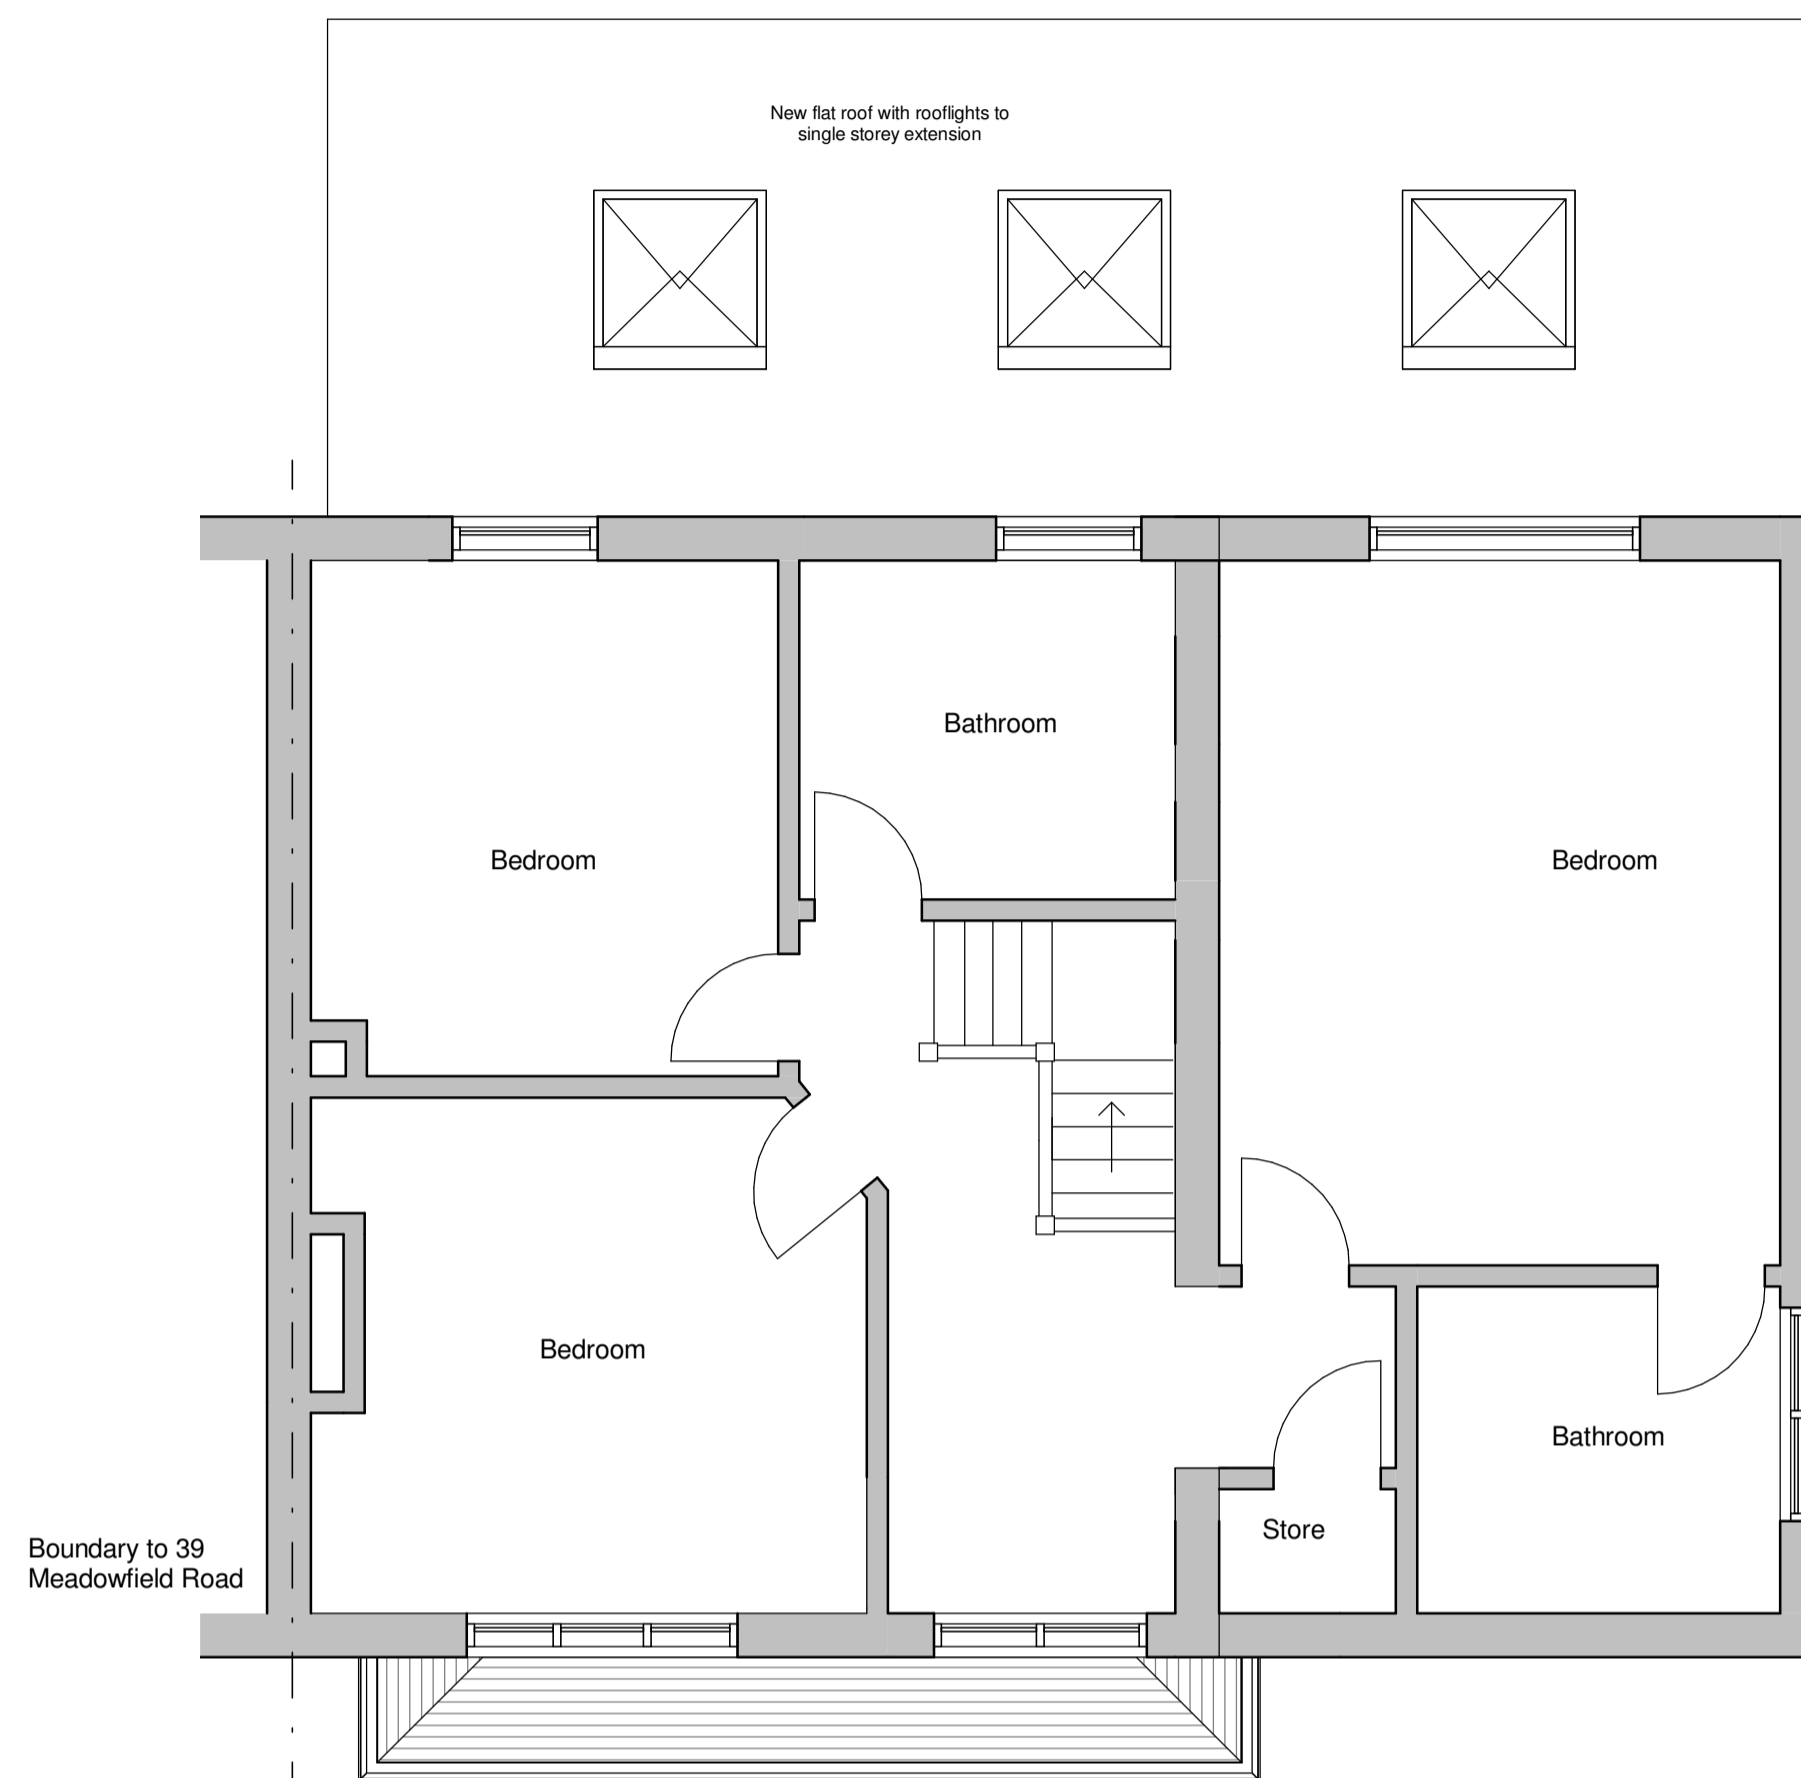 New flat roof with rooflights to
single storey extension
Bathroom
Bedroom
Bedroom
Bedroom
Bathroom
Store
Boundary to 39
Meadowfield Road